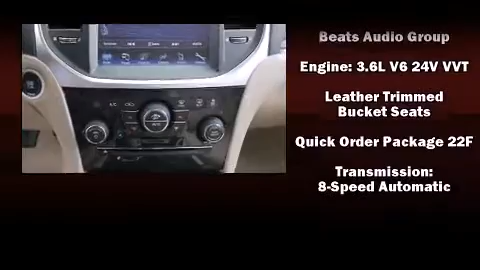 Beats Audio Group
Engine: 3.6L V6 24V VVT
Leather Trimmed
Bucket Seats
Quick Order Package 22F
Transmission:
8-Speed Automatic